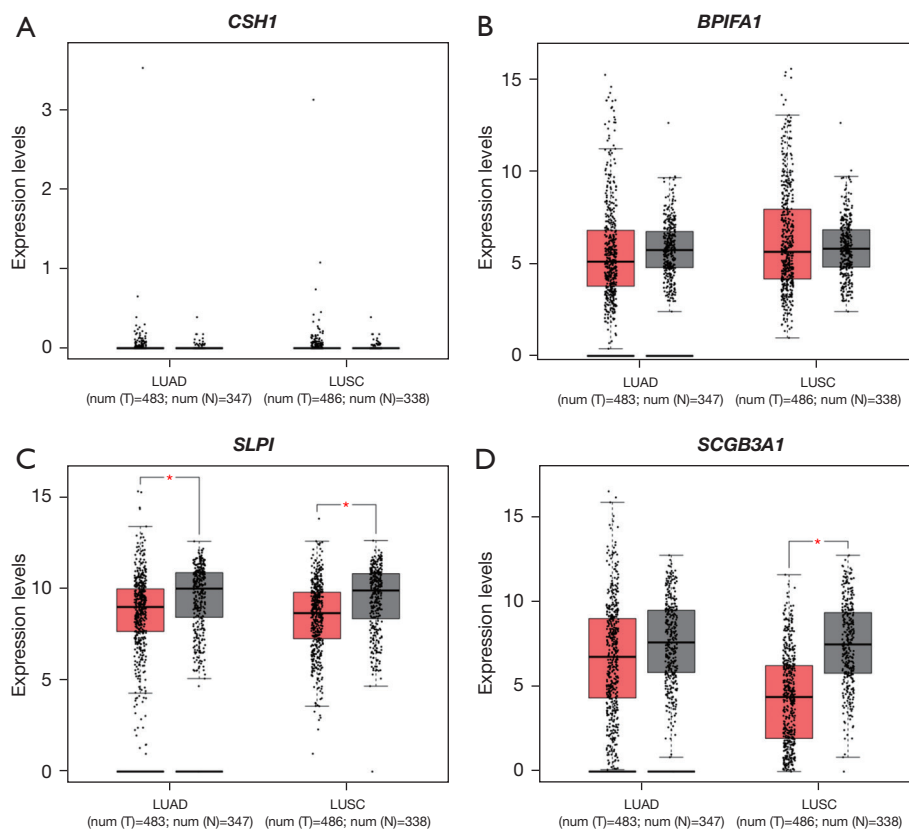 A
CSH1
Expression levels
3
2
1
0
LUAD
(num (T)=483; num (N)=347)
LUSC
(num (T)=486; num (N)=338)
B
BPIFA1
Expression levels
15
10
5
0
LUAD
(num (T)=483; num (N)=347)
LUSC
(num (T)=486; num (N)=338)
C
SLPI
Expression levels
15
10
5
0
*
*
LUAD
(num (T)=483; num (N)=347)
LUSC
(num (T)=486; num (N)=338)
D
SCGB3A1
Expression levels
15
10
5
0
*
LUAD
(num (T)=483; num (N)=347)
LUSC
(num (T)=486; num (N)=338)